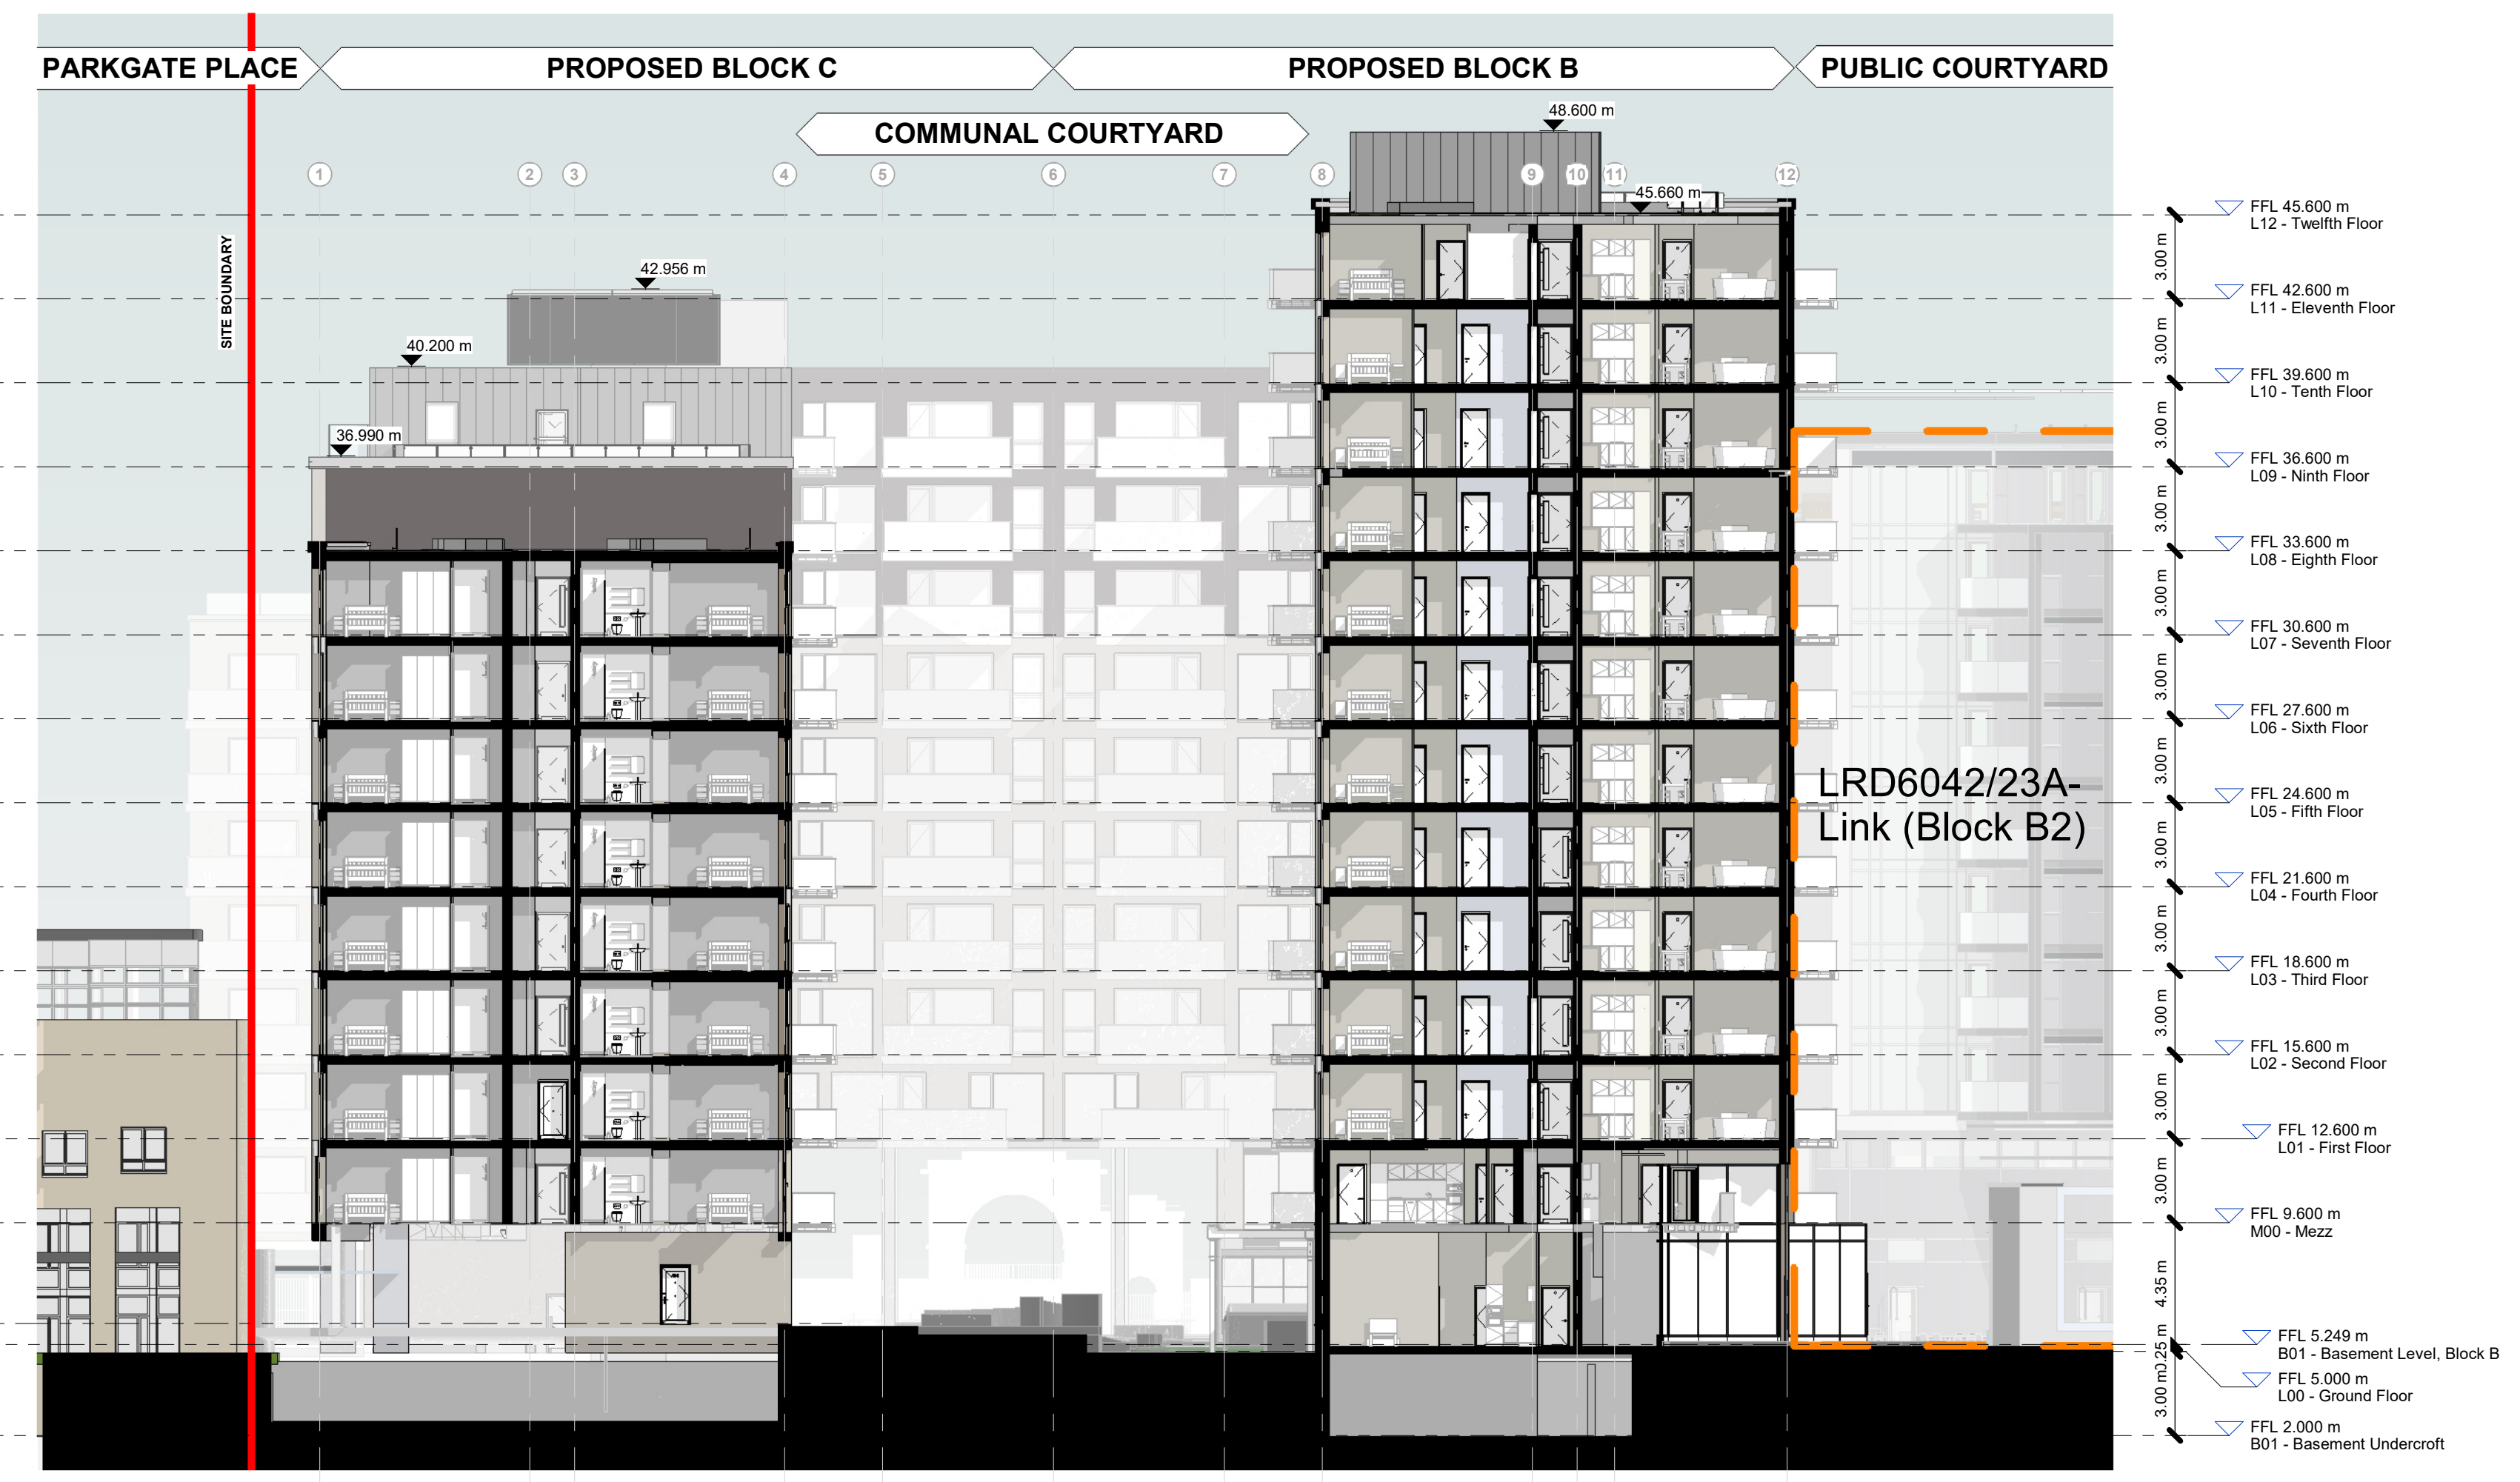 PARKGATE PLACE
PROPOSED BLOCK C
PROPOSED BLOCK B
PUBLIC COURTYARD
COMMUNAL COURTYARD
48.600 m
1
2
3
4
5
6
7
8
9
10
11
12
45.660 m
SITE BOUNDARY
42.956 m
40.200 m
36.990 m
LRD6042/23A-
Link (Block B2)
FFL 45.600 m
L12 - Twelfth Floor
3.00 m
FFL 42.600 m
L11 - Eleventh Floor
3.00 m
FFL 39.600 m
L10 - Tenth Floor
3.00 m
FFL 36.600 m
L09 - Ninth Floor
3.00 m
FFL 33.600 m
L08 - Eighth Floor
3.00 m
FFL 30.600 m
L07 - Seventh Floor
3.00 m
FFL 27.600 m
L06 - Sixth Floor
3.00 m
FFL 24.600 m
L05 - Fifth Floor
3.00 m
FFL 21.600 m
L04 - Fourth Floor
3.00 m
FFL 18.600 m
L03 - Third Floor
3.00 m
FFL 15.600 m
L02 - Second Floor
3.00 m
FFL 12.600 m
L01 - First Floor
3.00 m
FFL 9.600 m
M00 - Mezz
4.35 m
FFL 5.249 m
B01 - Basement Level, Block B
0.25 m
FFL 5.000 m
L00 - Ground Floor
3.00 m
FFL 2.000 m
B01 - Basement Undercroft